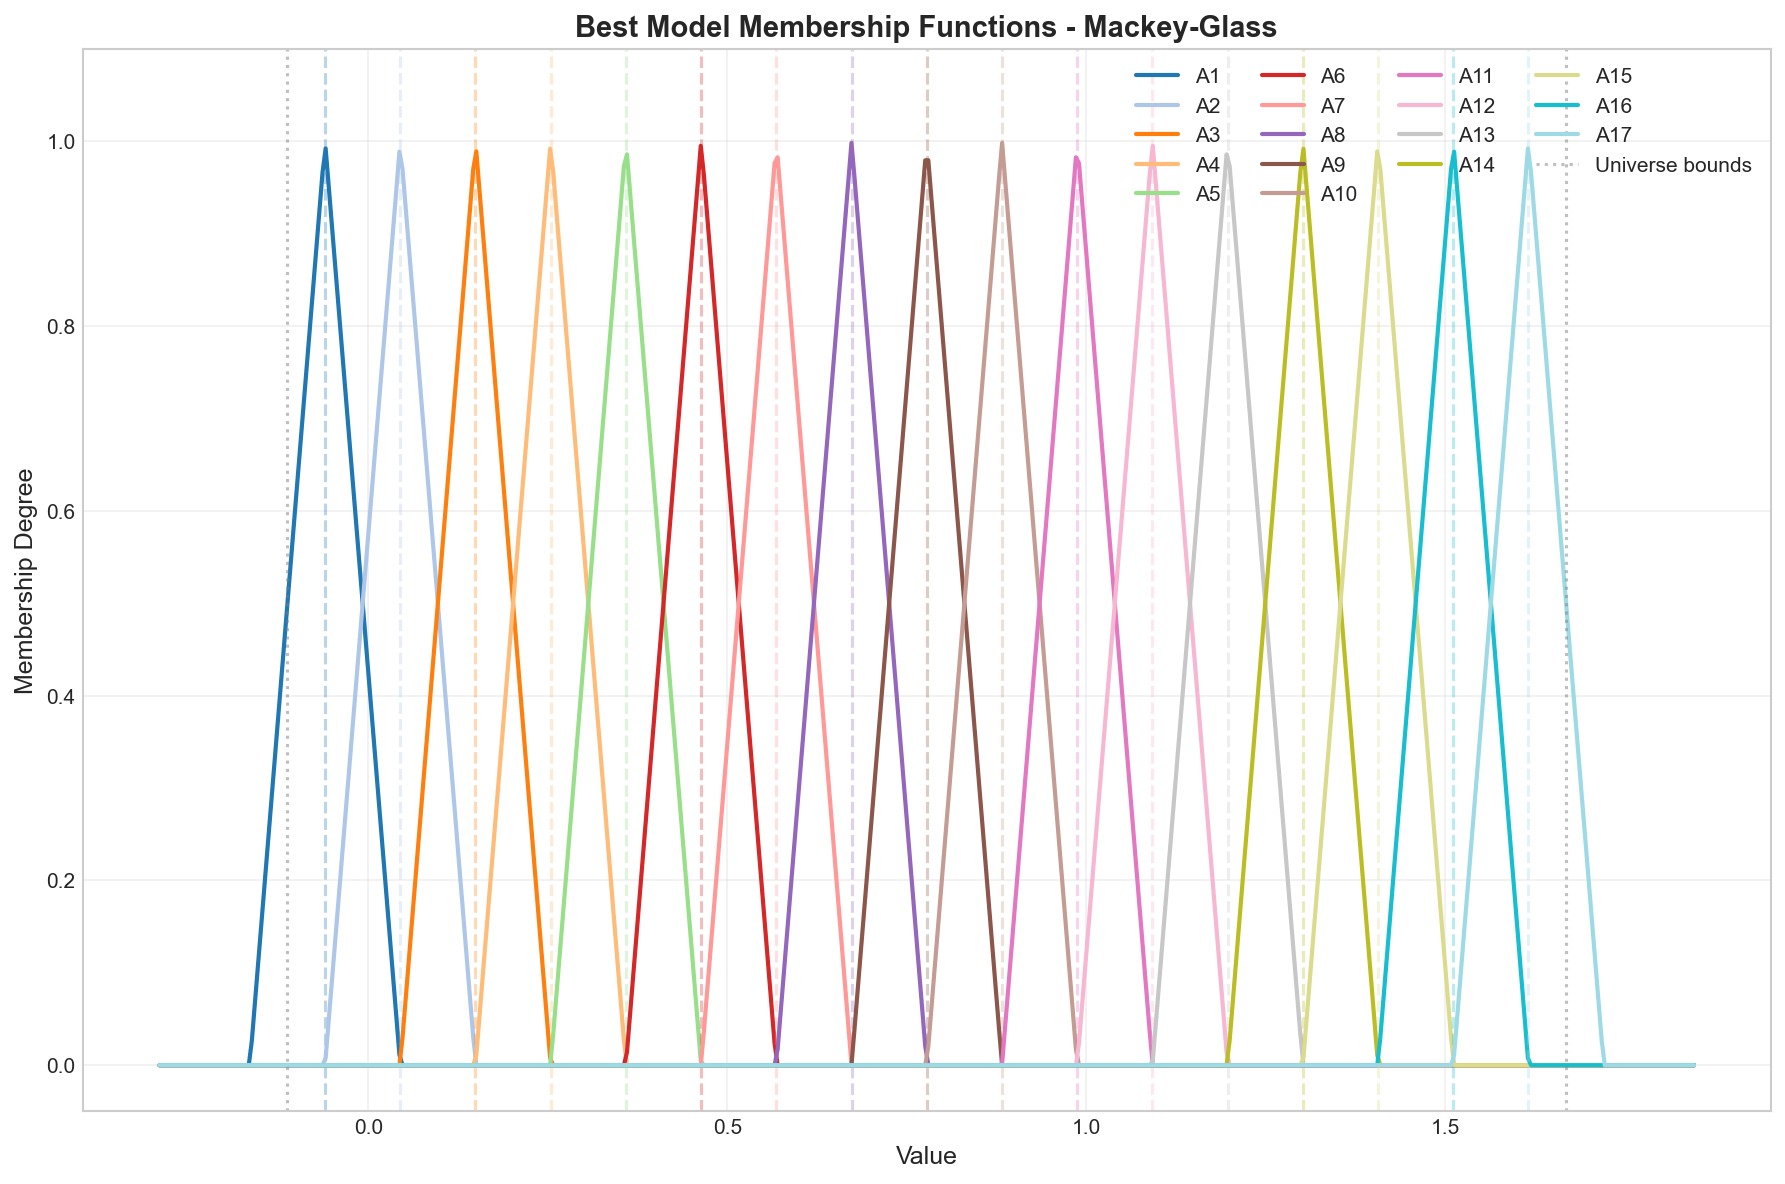 Best Model Membership Functions - Mackey-Glass
A1 A6 A11 A15
A2 A7 A12 A16
A3 A8 A13 A17
A4 A9 A14 Universe bounds
A5 A10
1.0
0.8
0.6
0.4
0.2
0.0
Membership Degree
0.0 0.5 1.0 1.5
Value